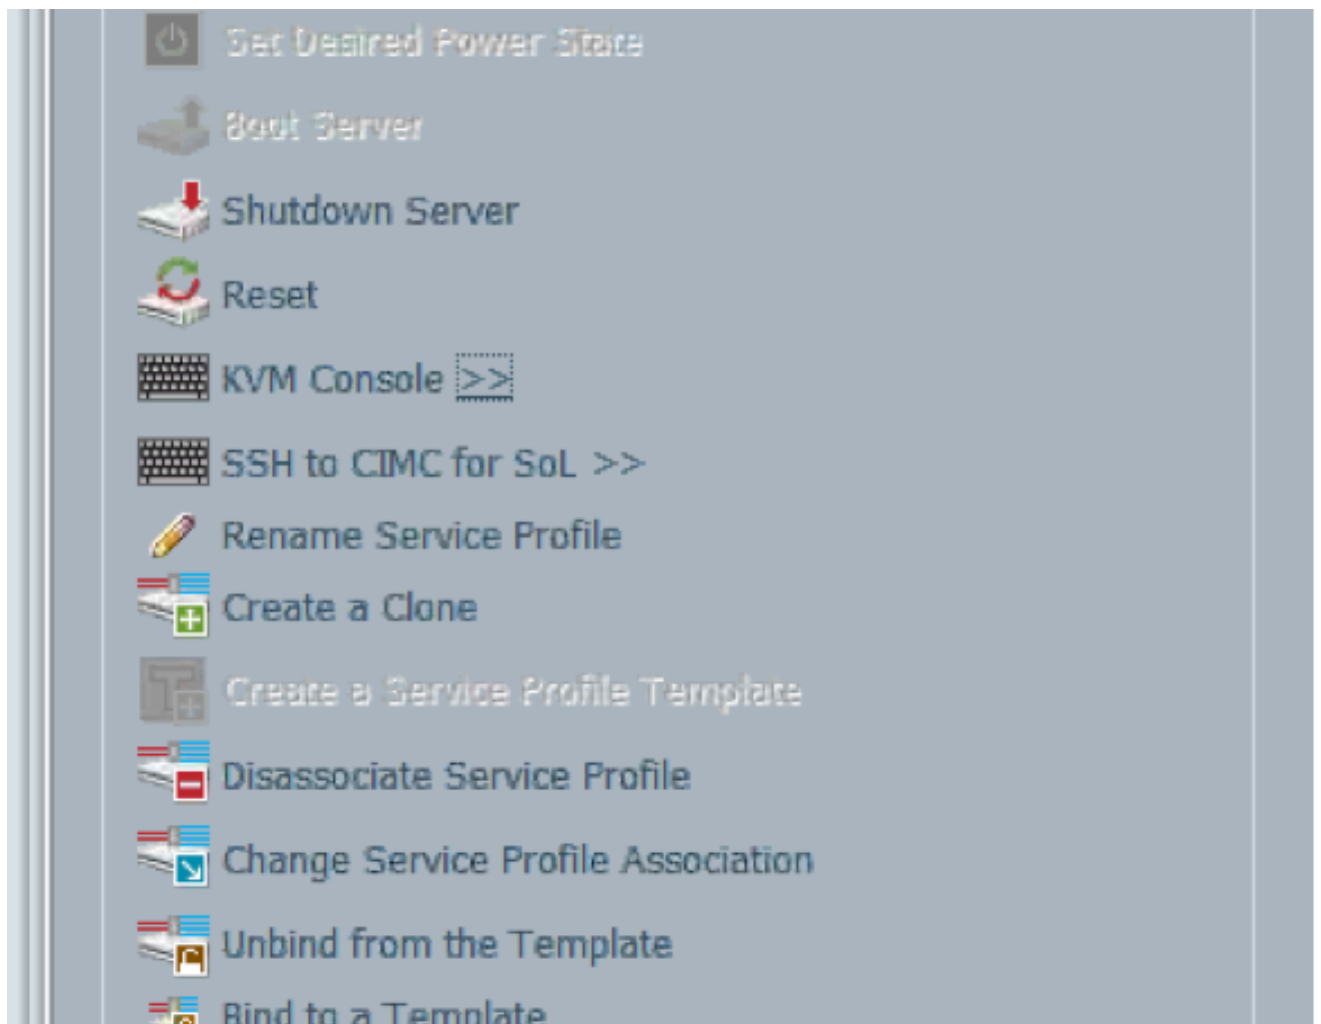 Set Desired Power State
Boot Server
Shutdown Server
Reset
KVM Console >>
SSH to CIMC for SoL >>
Rename Service Profile
Create a Clone
Create a Service Profile Template
Disassociate Service Profile
Change Service Profile Association
Unbind from the Template
Bind to a Template